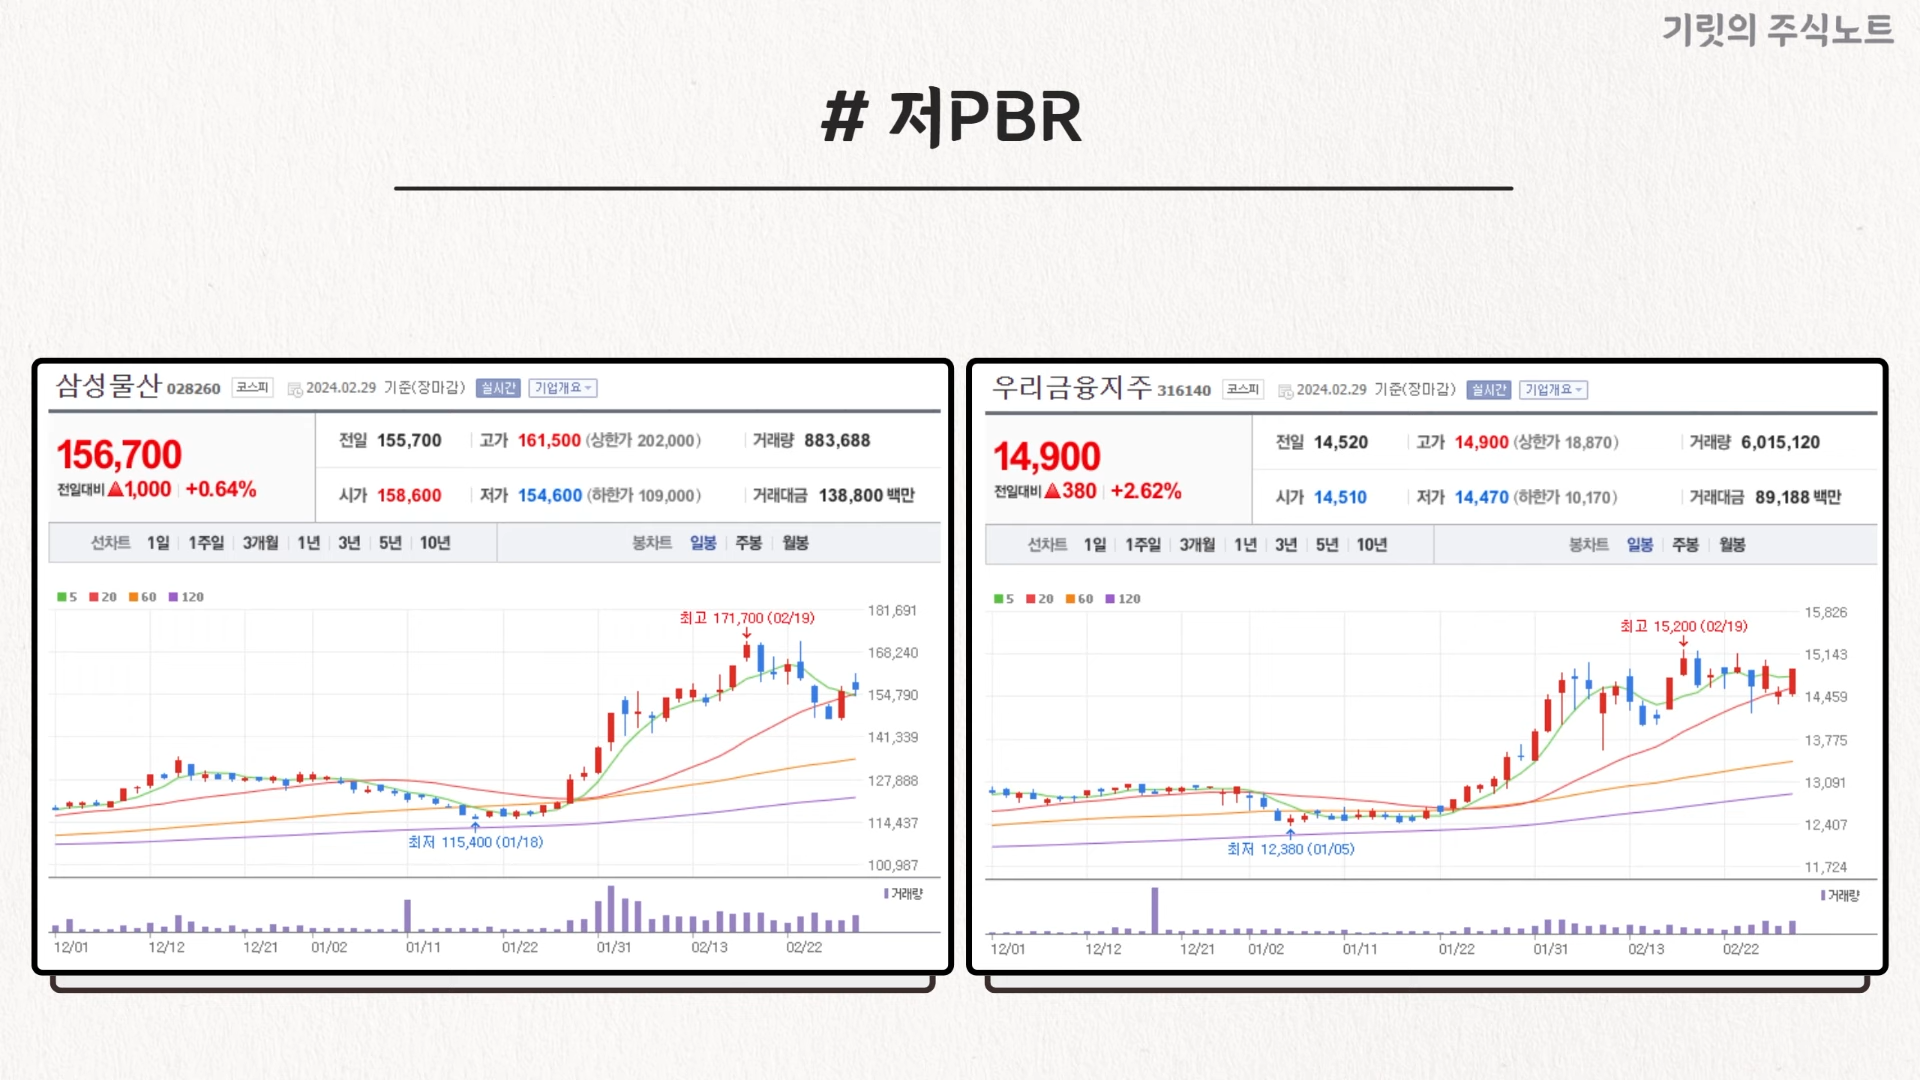 기릿의 주식노트
# 저PBR
삼성물산 028260 코스피 2024.02.29 기준(장마감) 실시간 기업개요
156,700
전일대비 ▲1,000 +0.64%
전일 155,700 고가 161,500 (상한가 202,000) 거래량 883,688
시가 158,600 저가 154,600 (하한가 109,000) 거래대금 138,800 백만
선차트 1일 1주일 3개월 1년 3년 5년 10년 봉차트 일봉 주봉 월봉
5 20 60 120
최고 171,700 (02/19)
최저 115,400 (01/18)
181,691
168,240
154,790
141,339
127,888
114,437
100,987
거래량
12/01 12/12 12/21 01/02 01/11 01/22 01/31 02/13 02/22
우리금융지주 316140 코스피 2024.02.29 기준(장마감) 실시간 기업개요
14,900
전일대비 ▲380 +2.62%
전일 14,520 고가 14,900 (상한가 18,870) 거래량 6,015,120
시가 14,510 저가 14,470 (하한가 10,170) 거래대금 89,188 백만
선차트 1일 1주일 3개월 1년 3년 5년 10년 봉차트 일봉 주봉 월봉
5 20 60 120
최고 15,200 (02/19)
최저 12,380 (01/05)
15,826
15,143
14,459
13,775
13,091
12,407
11,724
거래량
12/01 12/12 12/21 01/02 01/11 01/22 01/31 02/13 02/22